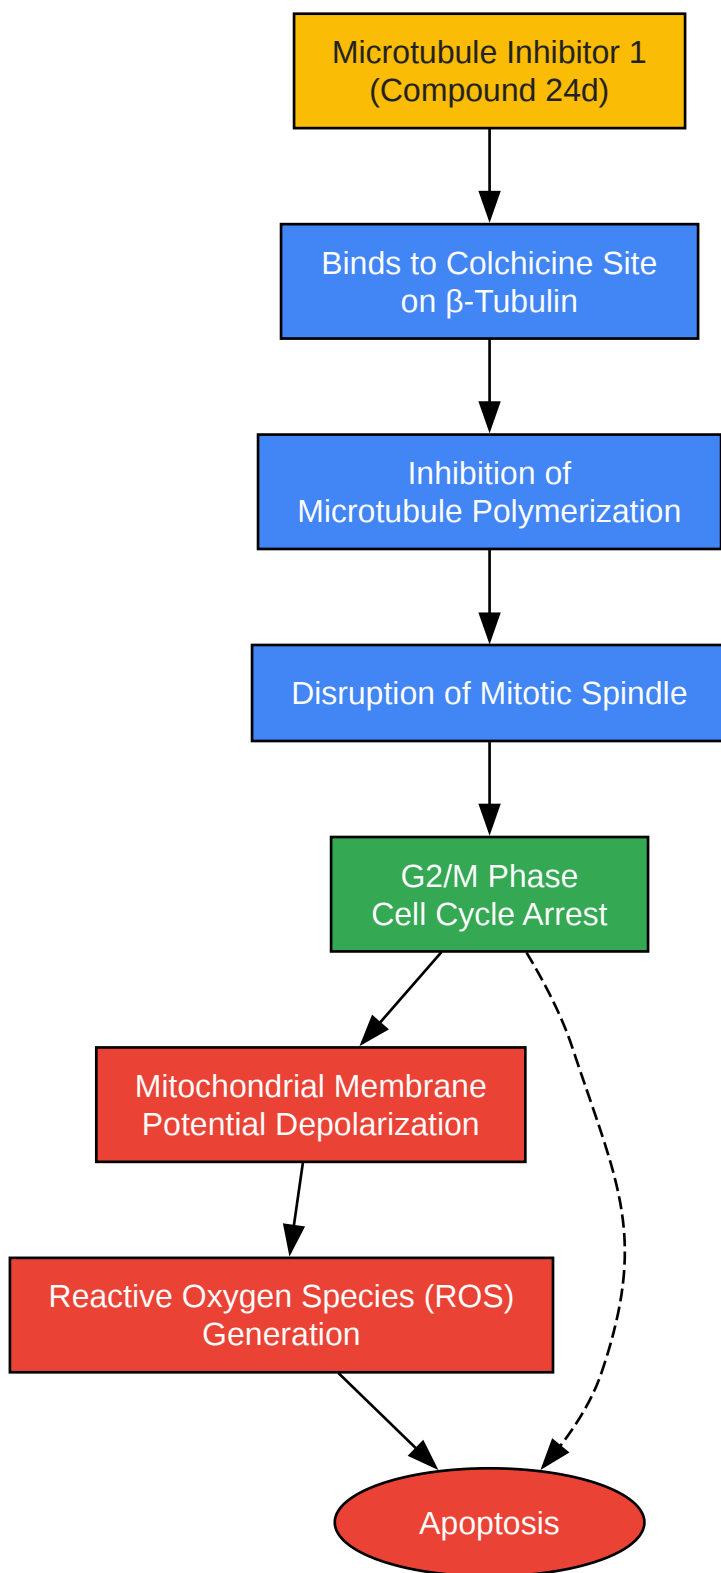 Microtubule Inhibitor 1
(Compound 24d)
Binds to Colchicine Site
on β-Tubulin
Inhibition of
Microtubule Polymerization
Disruption of Mitotic Spindle
G2/M Phase
Cell Cycle Arrest
Mitochondrial Membrane
Potential Depolarization
Reactive Oxygen Species (ROS)
Generation
Apoptosis